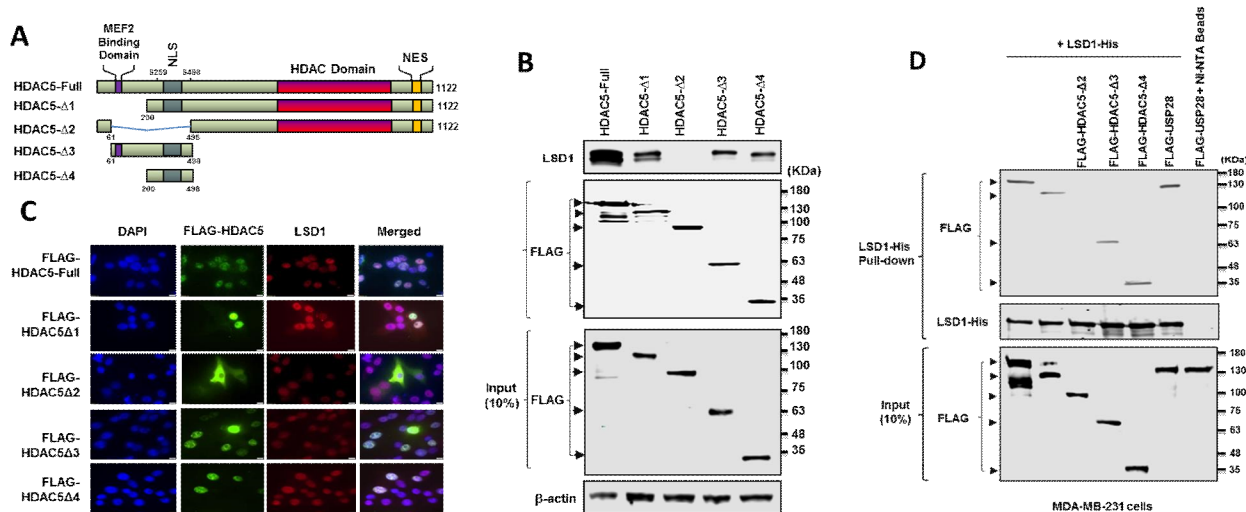 A
MEF2
Binding
Domain
NLS
S259
S498
HDAC Domain
NES
HDAC5-Full
1122
HDAC5-Δ1
200
1122
HDAC5-Δ2
61
495
1122
HDAC5-Δ3
61
498
HDAC5-Δ4
200
498
C
DAPI
FLAG-HDAC5
LSD1
Merged
FLAG-
HDAC5-Full
FLAG-
HDAC5Δ1
FLAG-
HDAC5Δ2
FLAG-
HDAC5Δ3
FLAG-
HDAC5Δ4
B
HDAC5-Full
HDAC5-Δ1
HDAC5-Δ2
HDAC5-Δ3
HDAC5-Δ4
LSD1
(KDa)
FLAG
180
130
100
75
63
48
35
Input
(10%)
FLAG
180
130
100
75
63
48
35
β-actin
D
+ LSD1-His
FLAG-HDAC5-Δ2
FLAG-HDAC5-Δ3
FLAG-HDAC5-Δ4
FLAG-USP28
FLAG-USP28 + NI-NTA Beads
(KDa)
LSD1-His
Pull-down
FLAG
180
130
100
75
63
48
35
LSD1-His
Input
(10%)
FLAG
180
130
100
75
63
48
35
MDA-MB-231 cells